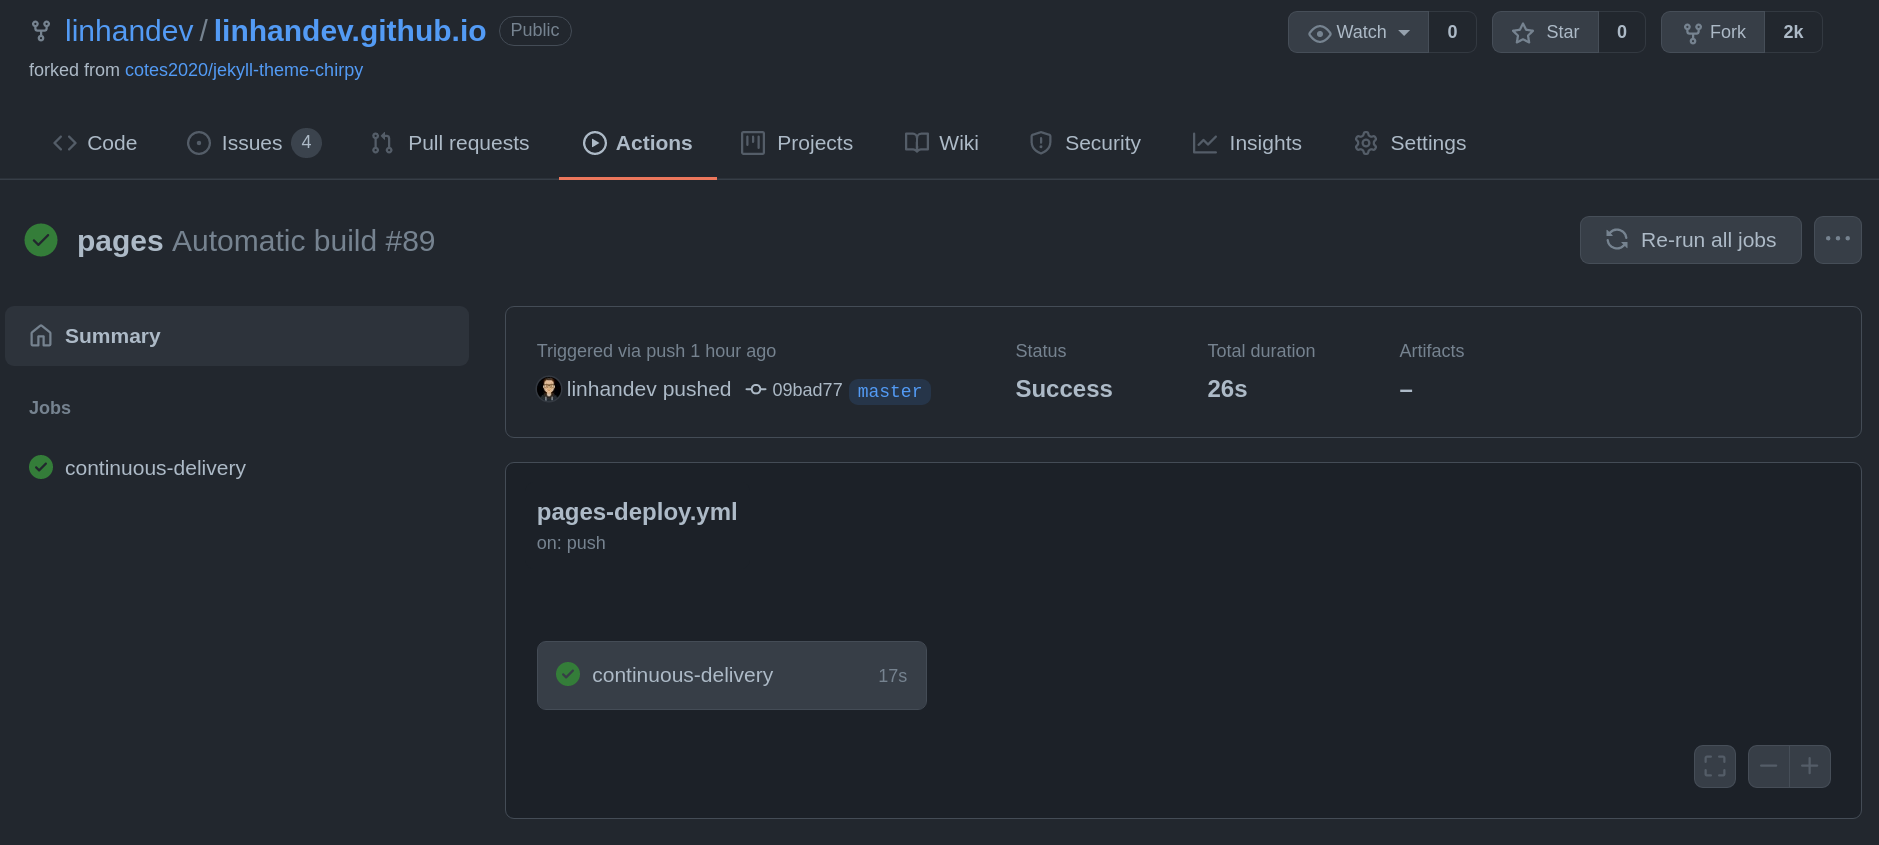 linhandev / linhandev.github.io Public
Watch 0 Star 0 Fork 2k
forked from cotes2020/jekyll-theme-chirpy
Code Issues 4 Pull requests Actions Projects Wiki Security Insights Settings
pages Automatic build #89
Re-run all jobs
Summary
Jobs
continuous-delivery
Triggered via push 1 hour ago Status Total duration Artifacts
linhandev pushed 09bad77 master Success 26s –
pages-deploy.yml
on: push
continuous-delivery 17s